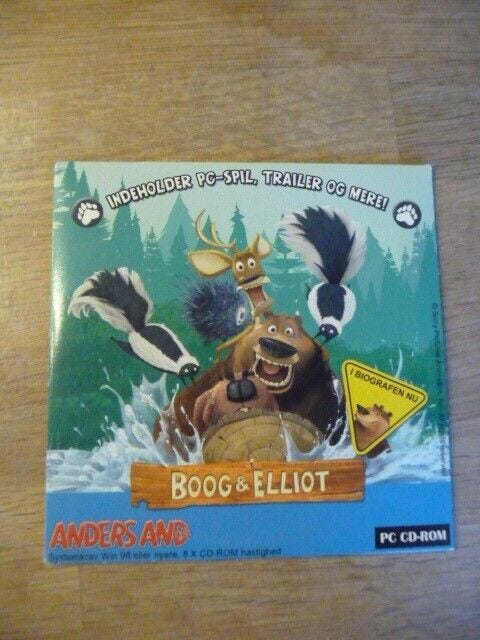 INDEHOLDER PC-SPIL, TRAILER OG MERE!
I BIOGRAFEN NU
BOOG & ELLIOT
ANDERS AND
PC CD-ROM
Systemkrav Win 98 eller nyere, 8 X CD-ROM hastighed